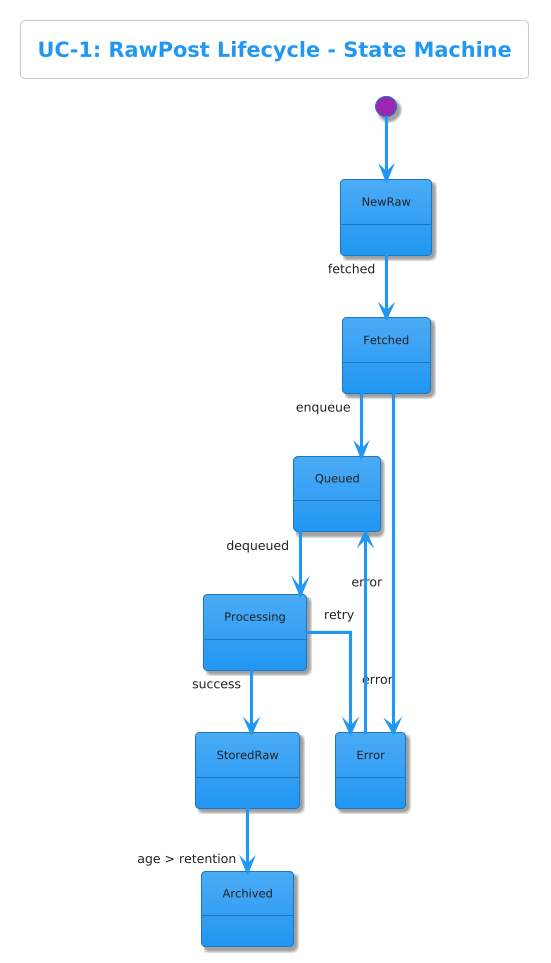 UC-1: RawPost Lifecycle - State Machine
NewRaw
fetched
Fetched
enqueue
Queued
dequeued
error
Processing
retry
error
success
StoredRaw
Error
age > retention
Archived